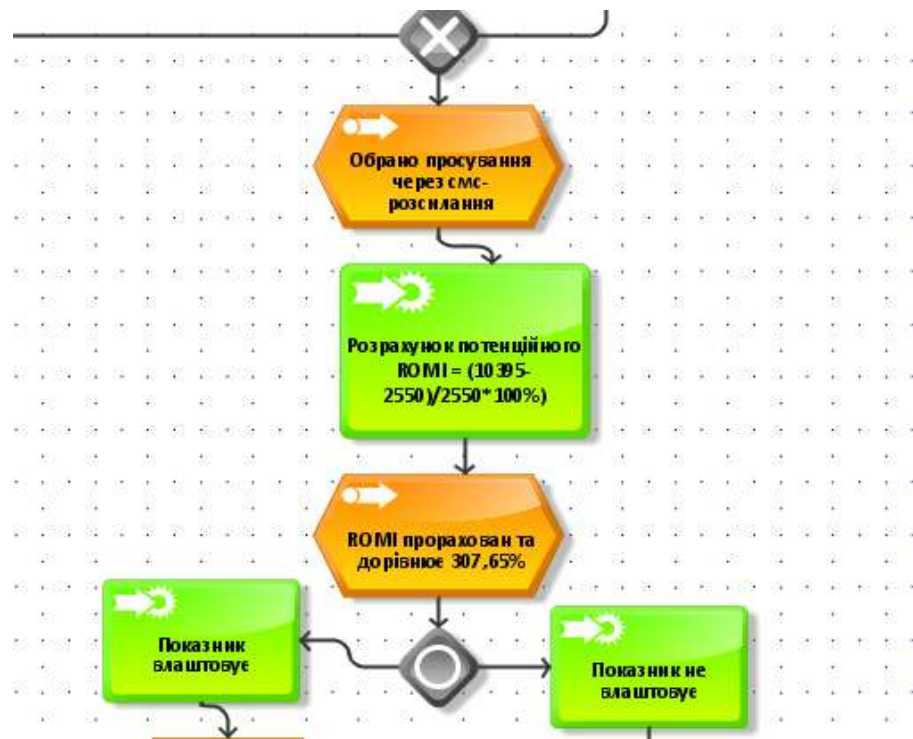 Обрано просування
через смс-
розсилання
Розрахунок потенційного
ROMI = (10395-
2550)/2550*100%)
ROMI прорахован та
дорівнює 307,65%
Показник
влаштовує
Показник не
влаштовує